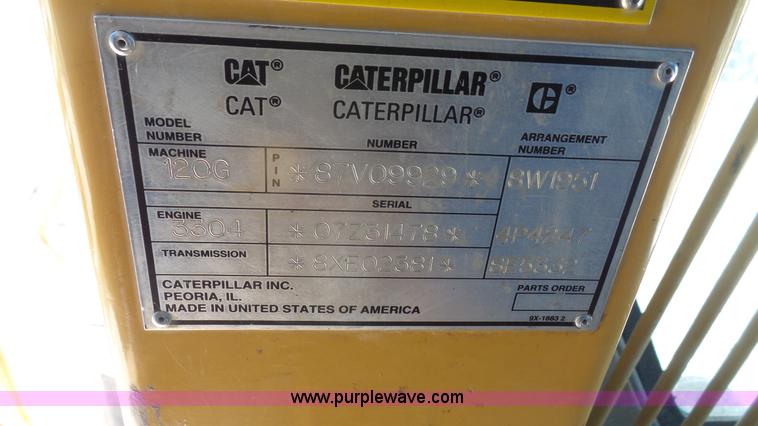 CAT® CATERPILLAR® C®
CAT® CATERPILLAR®
MODEL NUMBER NUMBER ARRANGEMENT NUMBER
MACHINE
120G PIN *87V09929* 8W1951
SERIAL
ENGINE
3304 *07Z31478* 4P4247
TRANSMISSION *8XE02381*
CATERPILLAR INC. PARTS ORDER
PEORIA, IL.
MADE IN UNITED STATES OF AMERICA
9X-1883 2
www.purplewave.com